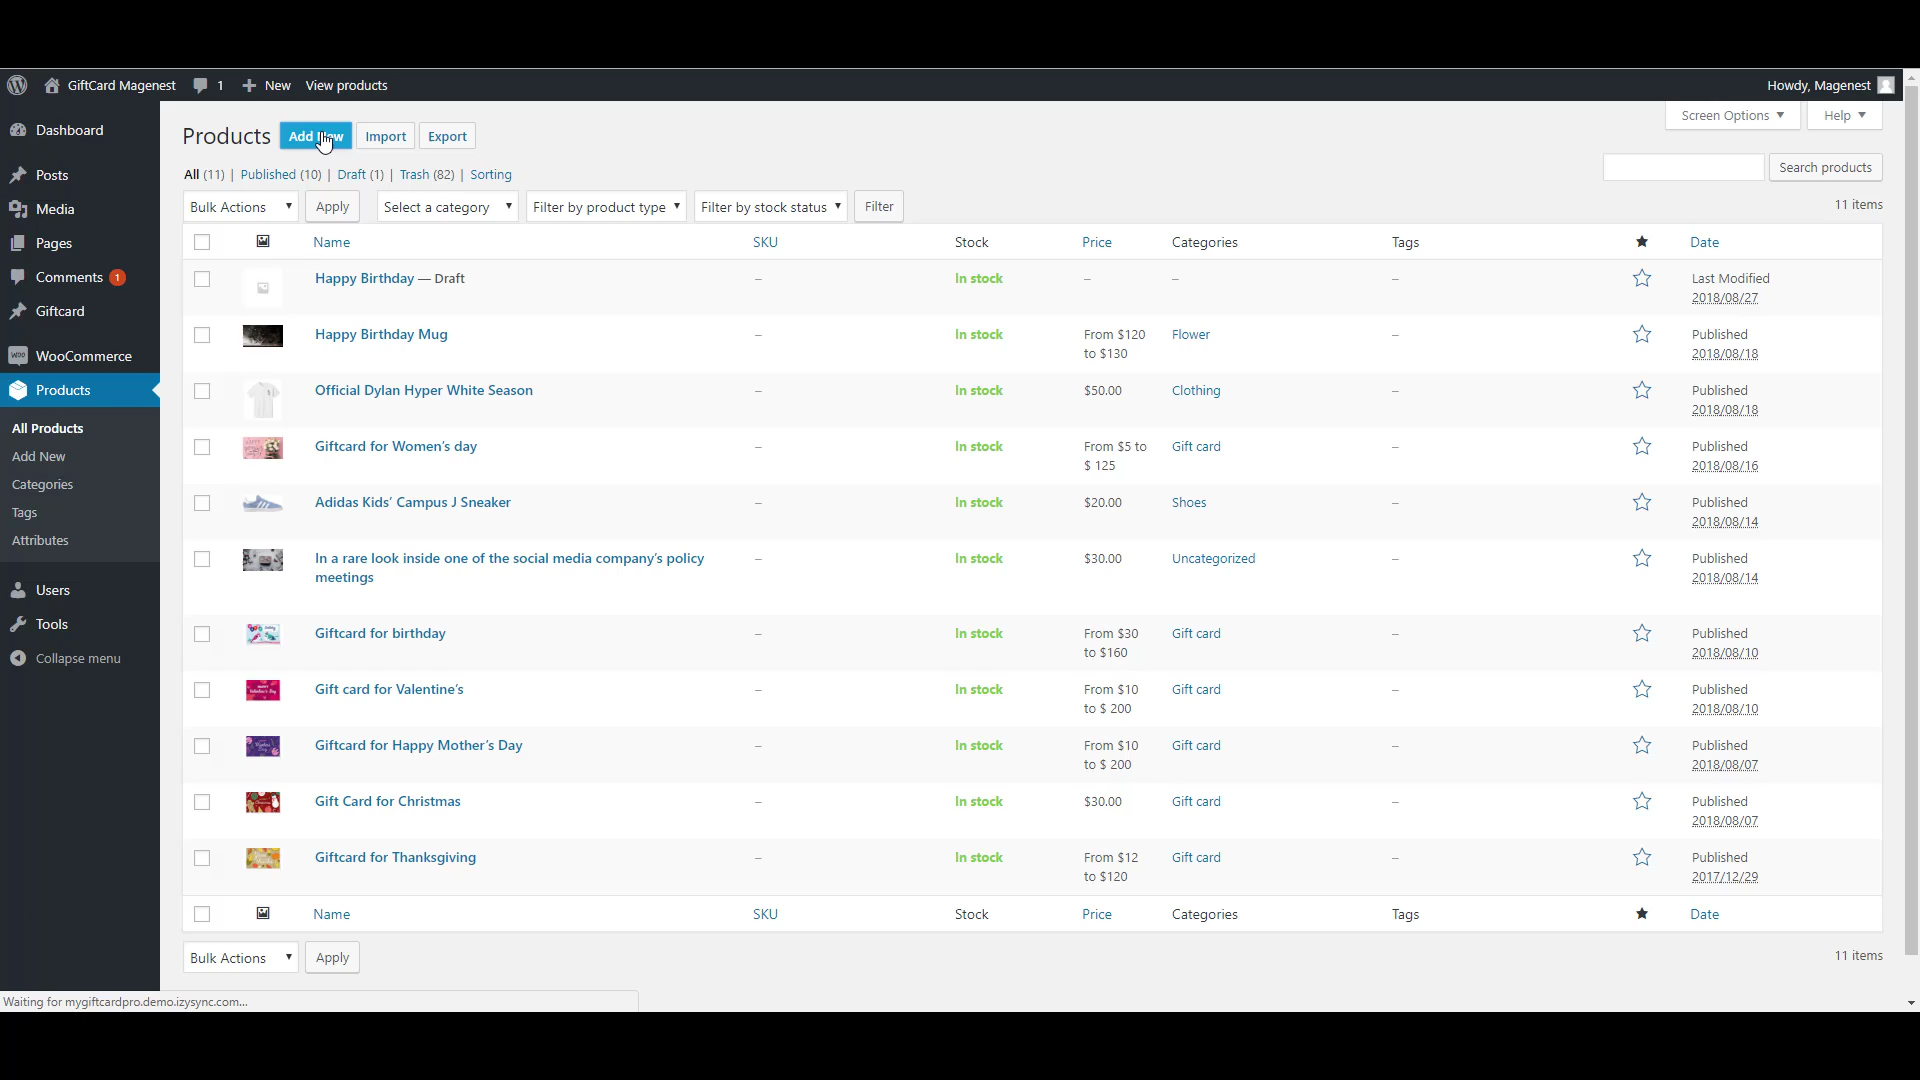 GiftCard Magenest 1 New View products Howdy, Magenest
Screen Options Help
Dashboard
Posts
Media
Pages
Comments 1
Giftcard
WooCommerce
Products
All Products
Add New
Categories
Tags
Attributes
Users
Tools
Collapse menu
Products Add New Import Export
All (11) | Published (10) | Draft (1) | Trash (82) | Sorting
Search products
Bulk Actions Apply Select a category Filter by product type Filter by stock status Filter
11 items
Name SKU Stock Price Categories Tags Date
Happy Birthday — Draft In stock – – – Last Modified
2018/08/27
Happy Birthday Mug – In stock From $120 Flower – Published
to $130 2018/08/18
Official Dylan Hyper White Season – In stock $50.00 Clothing – Published
2018/08/18
Giftcard for Women's day – In stock From $5 to Gift card – Published
$ 125 2018/08/16
Adidas Kids' Campus J Sneaker – In stock $20.00 Shoes – Published
2018/08/14
In a rare look inside one of the social media company's policy – In stock $30.00 Uncategorized – Published
meetings 2018/08/14
Giftcard for birthday – In stock From $30 Gift card – Published
to $160 2018/08/10
Gift card for Valentine's – In stock From $10 Gift card – Published
to $ 200 2018/08/10
Giftcard for Happy Mother's Day – In stock From $10 Gift card – Published
to $ 200 2018/08/07
Gift Card for Christmas – In stock $30.00 Gift card – Published
2018/08/07
Giftcard for Thanksgiving – In stock From $12 Gift card – Published
to $120 2017/12/29
Name SKU Stock Price Categories Tags Date
Bulk Actions Apply 11 items
Waiting for mygiftcardpro.demo.izysync.com...